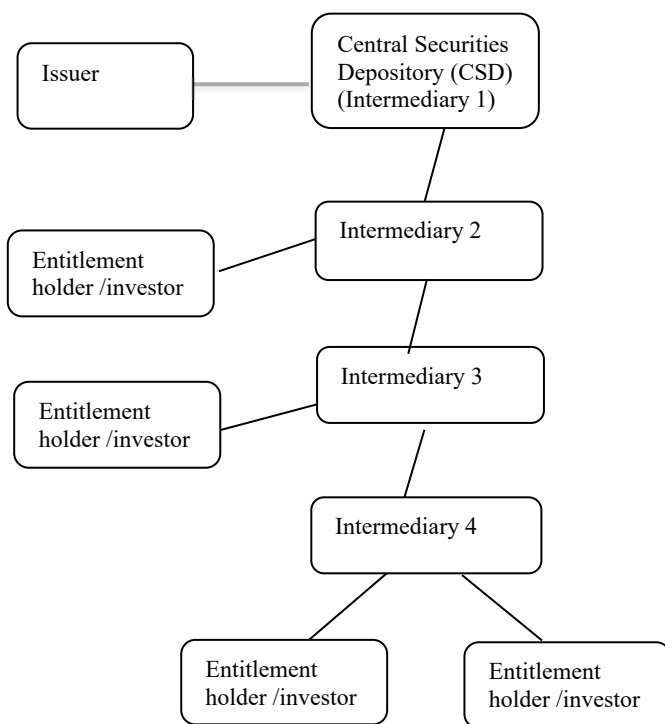 Issuer
Central Securities
Depository (CSD)
(Intermediary 1)
Intermediary 2
Entitlement
holder /investor
Intermediary 3
Entitlement
holder /investor
Intermediary 4
Entitlement
holder /investor
Entitlement
holder /investor